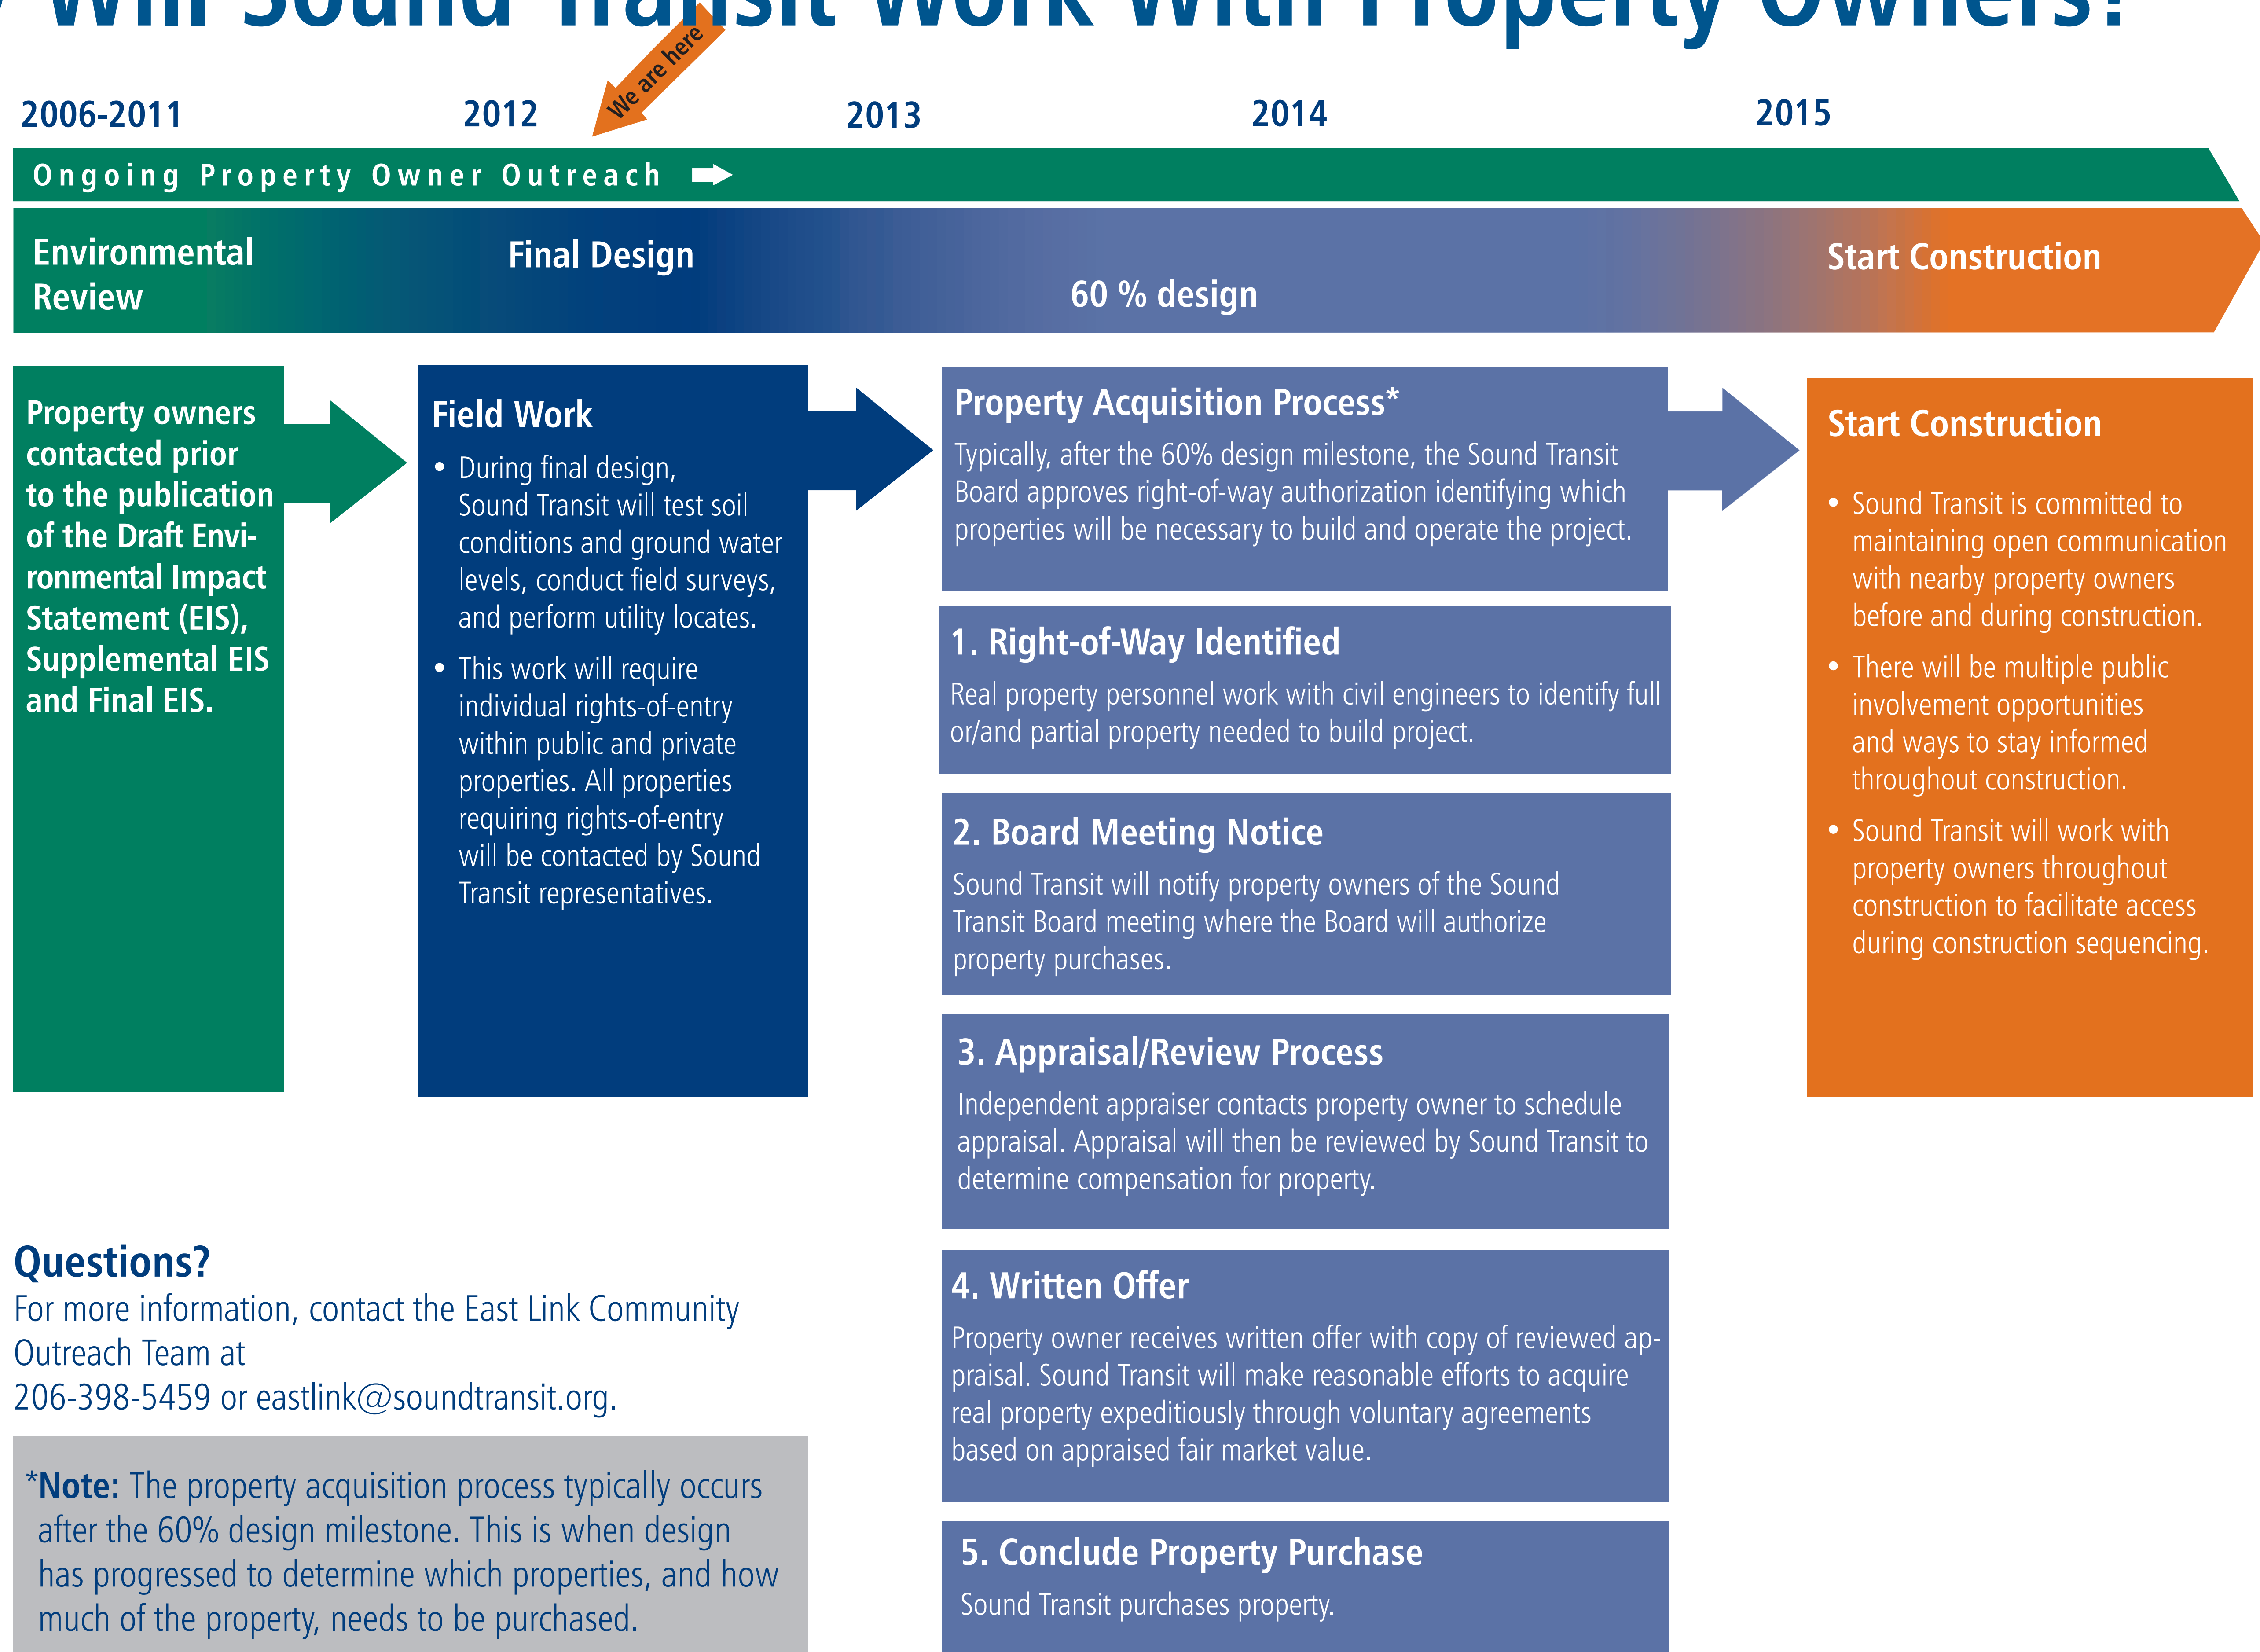 Will Sound Transit Work With Property Owners?
We are here
2006-2011
2012
2013
2014
2015
Ongoing Property Owner Outreach
Environmental
Review
Final Design
60 % design
Start Construction
Property owners
contacted prior
to the publication
of the Draft Envi-
ronmental Impact
Statement (EIS),
Supplemental EIS
and Final EIS.
Field Work
• During final design,
Sound Transit will test soil
conditions and ground water
levels, conduct field surveys,
and perform utility locates.
• This work will require
individual rights-of-entry
within public and private
properties. All properties
requiring rights-of-entry
will be contacted by Sound
Transit representatives.
Property Acquisition Process*
Typically, after the 60% design milestone, the Sound Transit
Board approves right-of-way authorization identifying which
properties will be necessary to build and operate the project.
1. Right-of-Way Identified
Real property personnel work with civil engineers to identify full
or/and partial property needed to build project.
2. Board Meeting Notice
Sound Transit will notify property owners of the Sound
Transit Board meeting where the Board will authorize
property purchases.
3. Appraisal/Review Process
Independent appraiser contacts property owner to schedule
appraisal. Appraisal will then be reviewed by Sound Transit to
determine compensation for property.
4. Written Offer
Property owner receives written offer with copy of reviewed ap-
praisal. Sound Transit will make reasonable efforts to acquire
real property expeditiously through voluntary agreements
based on appraised fair market value.
5. Conclude Property Purchase
Sound Transit purchases property.
Start Construction
• Sound Transit is committed to
maintaining open communication
with nearby property owners
before and during construction.
• There will be multiple public
involvement opportunities
and ways to stay informed
throughout construction.
• Sound Transit will work with
property owners throughout
construction to facilitate access
during construction sequencing.
Questions?
For more information, contact the East Link Community
Outreach Team at
206-398-5459 or eastlink@soundtransit.org.
*Note: The property acquisition process typically occurs
after the 60% design milestone. This is when design
has progressed to determine which properties, and how
much of the property, needs to be purchased.